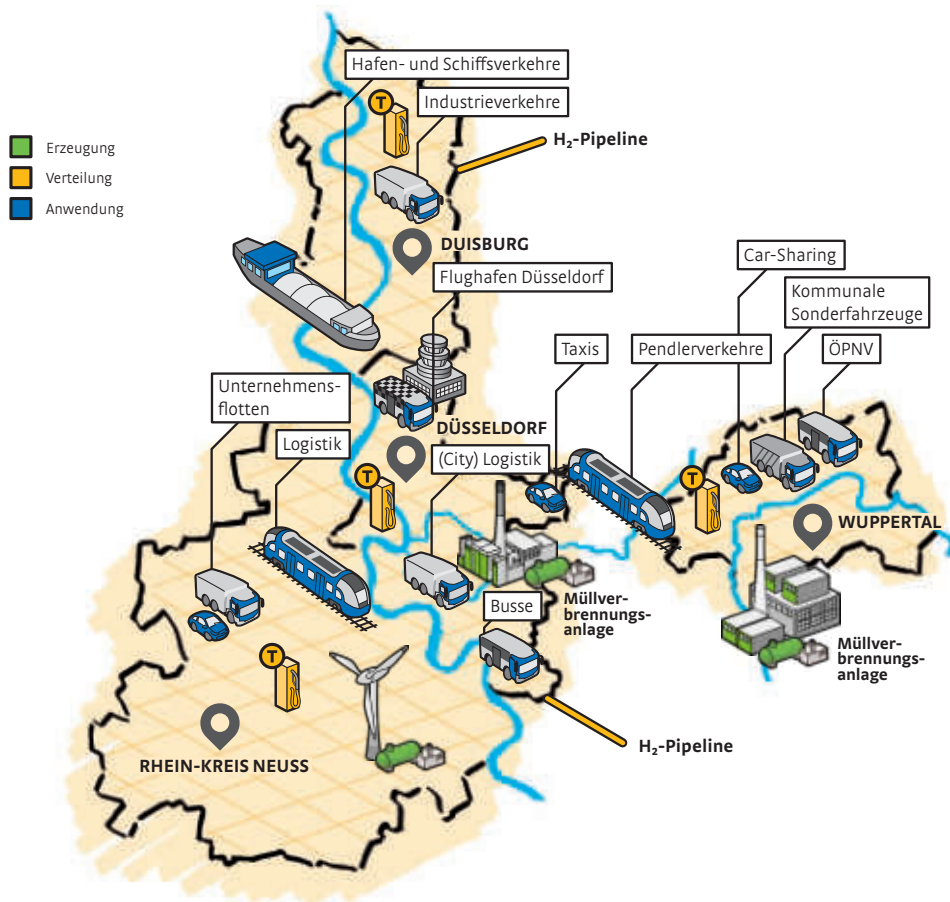 Hafen- und Schiffsverkehre
T
Industrieverkehre
H₂-Pipeline
Erzeugung
Verteilung
Anwendung
DUISBURG
Car-Sharing
Flughafen Düsseldorf
Kommunale
Sonderfahrzeuge
Taxis
Pendlerverkehre
ÖPNV
Unternehmens-
flotten
DÜSSELDORF
Logistik
(City) Logistik
T
T
WUPPERTAL
Müllver-
brennungs-
anlage
Busse
Müllver-
brennungs-
anlage
T
H₂-Pipeline
RHEIN-KREIS NEUSS